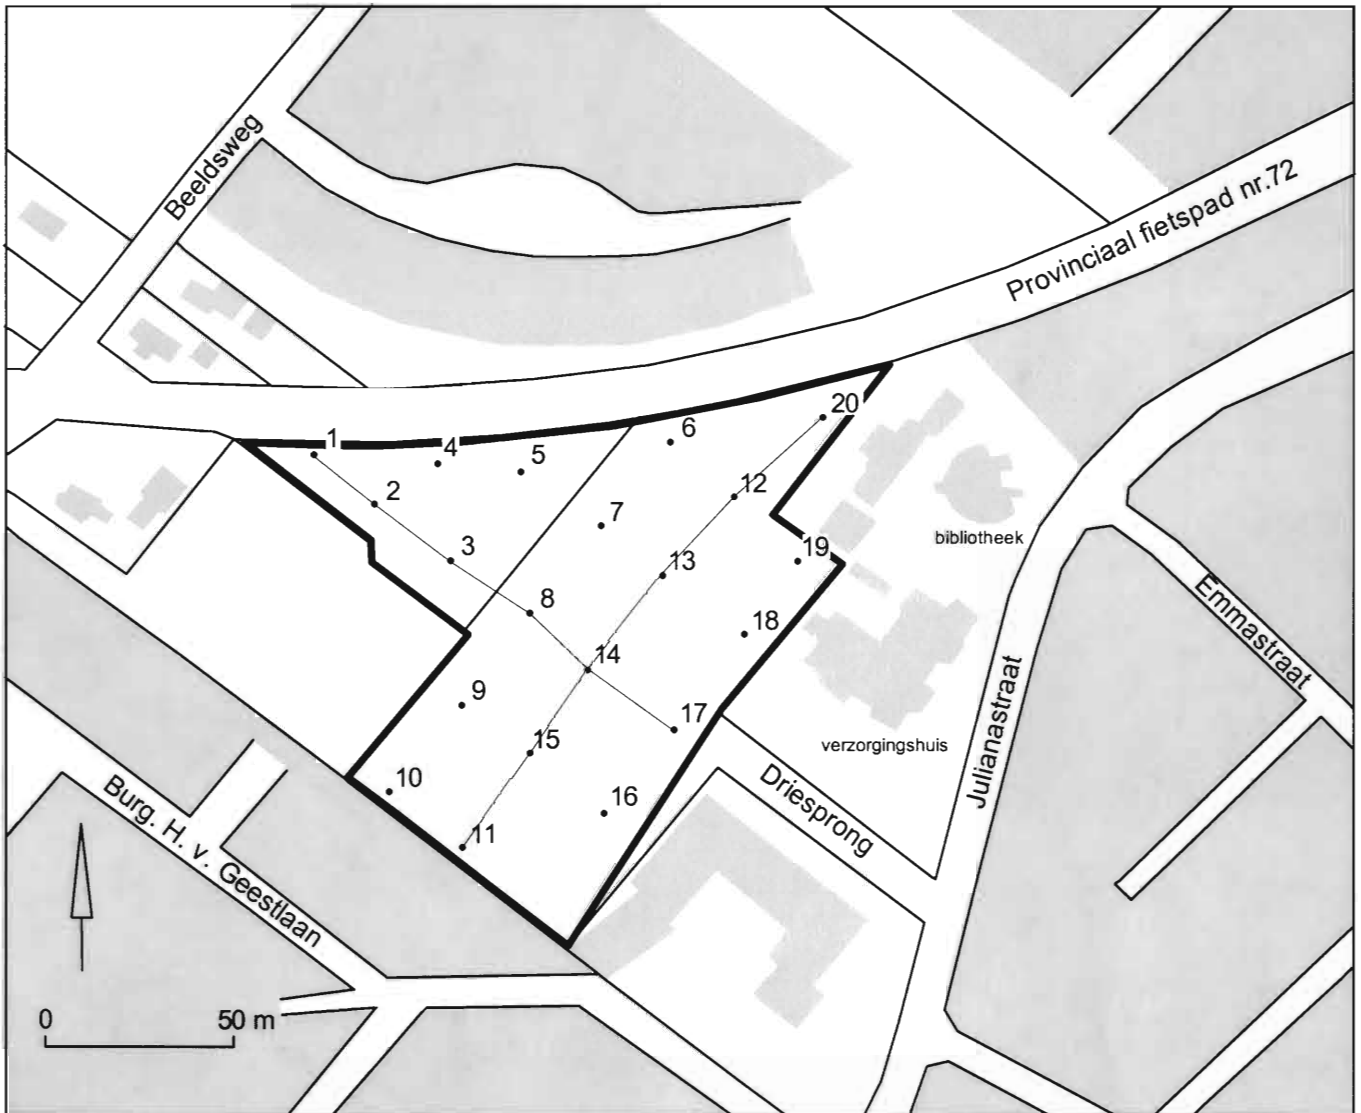 Beeldsweg
Provinciaal fietspad nr.72
1
4
5
6
20
2
7
12
3
13
19
bibliotheek
8
18
Emmastraat
14
9
17
Julianastraat
15
verzorgingshuis
10
16
Driesprong
11
Burg. H. v. Geestlaan
0
50 m